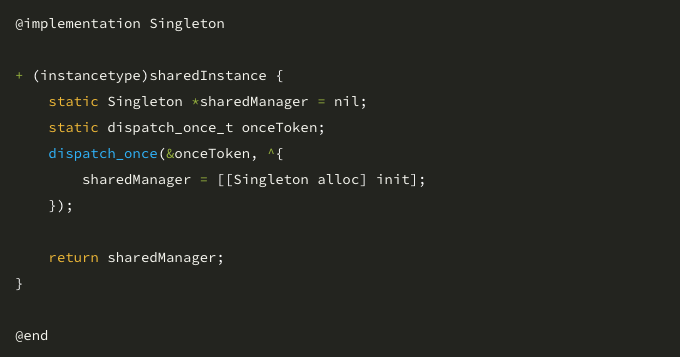 @implementation Singleton

+ (instancetype)sharedInstance {
    static Singleton *sharedManager = nil;
    static dispatch_once_t onceToken;
    dispatch_once(&onceToken, ^{
        sharedManager = [[Singleton alloc] init];
    });

    return sharedManager;
}

@end